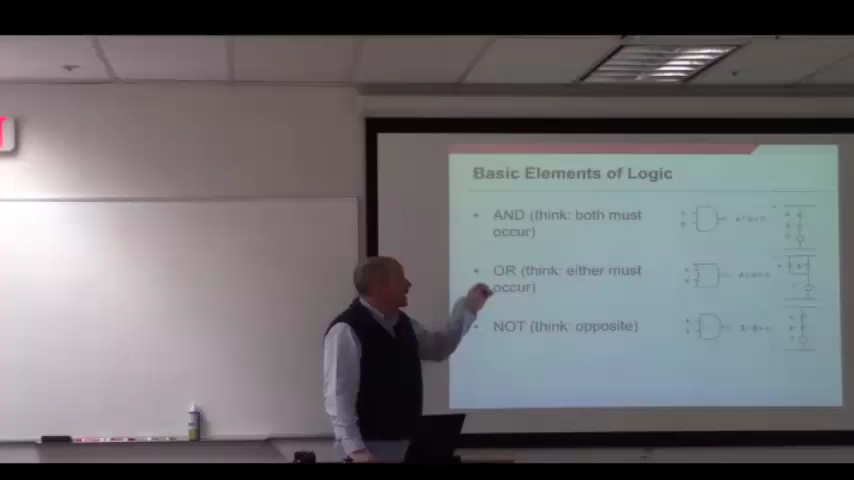 Basic Elements of Logic
• AND (think: both must
occur)
• OR (think: either must
occur)
• NOT (think: opposite)